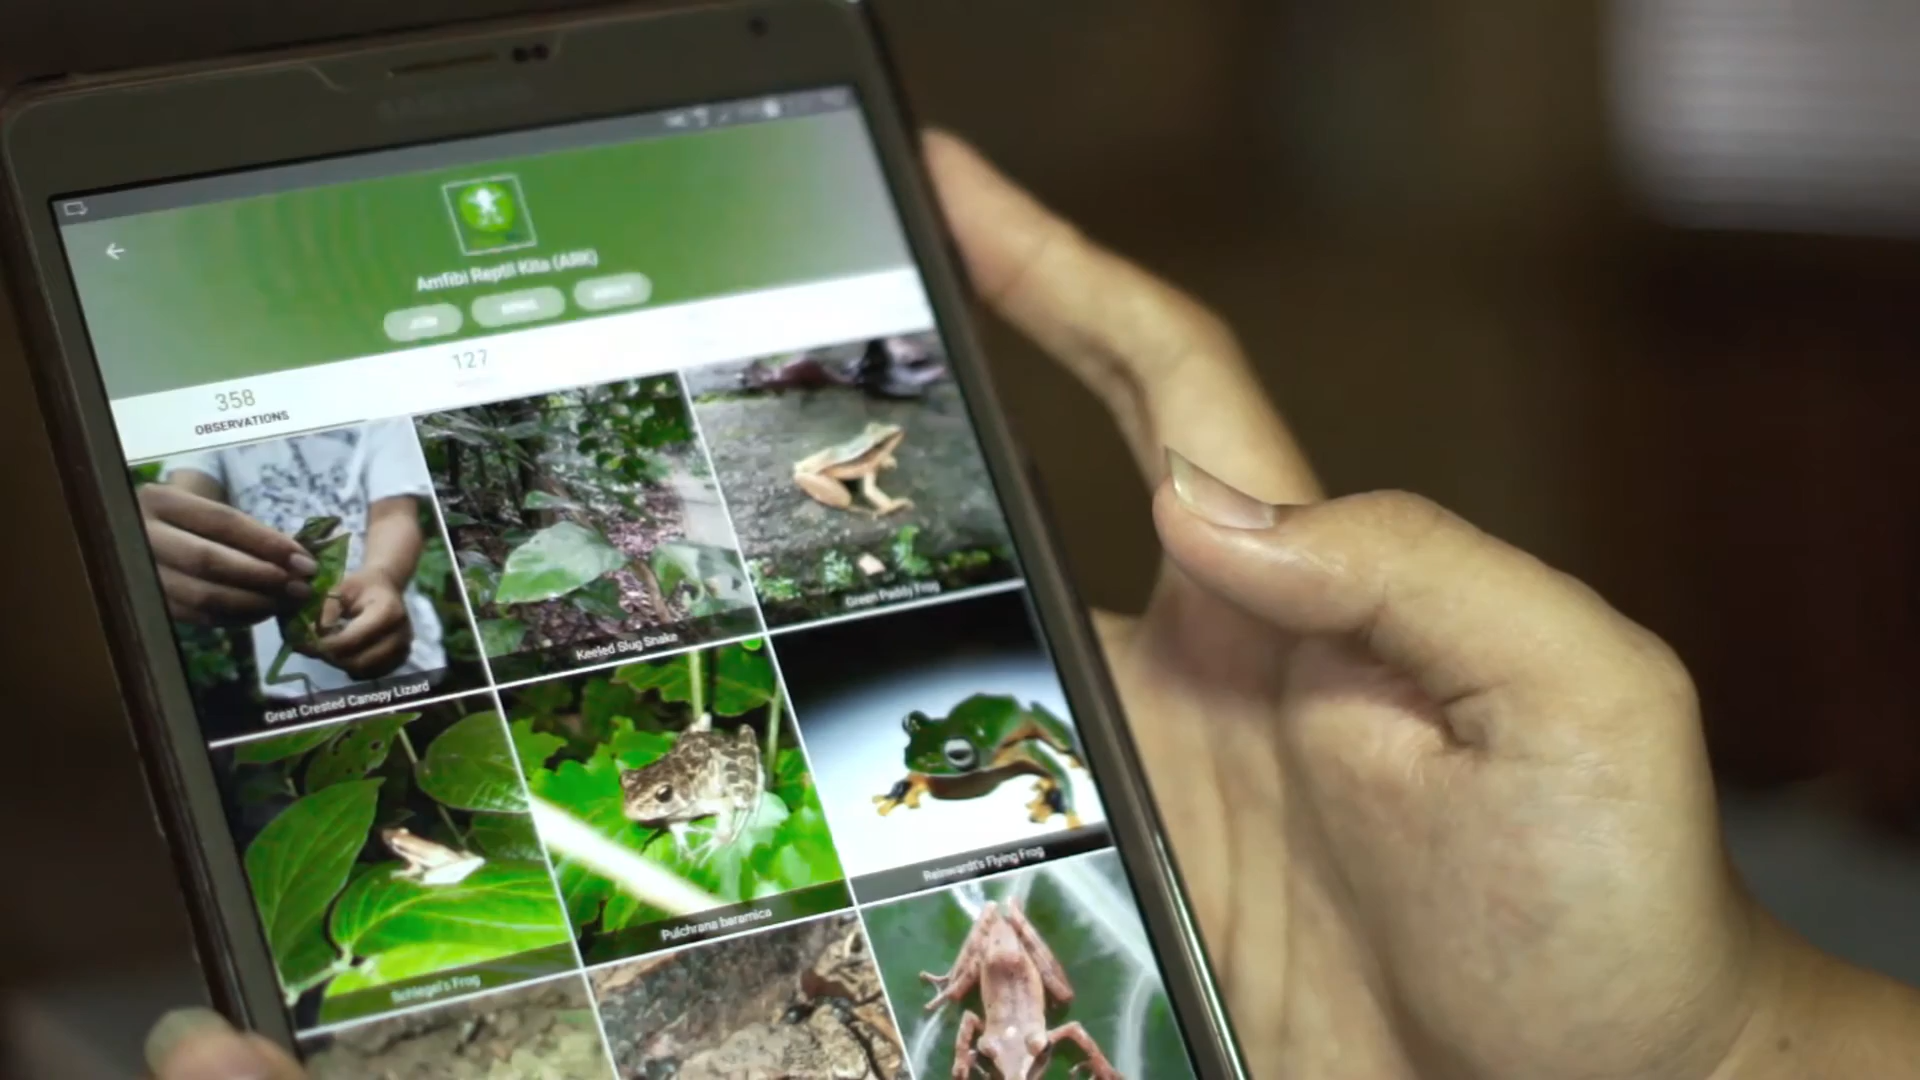 Amfibi Reptil Kita (ARK)
358
127
OBSERVATIONS
Great Crested Canopy Lizard
Keeled Slug Snake
Green Paddy Frog
Schlegel's Frog
Pulchrana baramica
Reinwardt's Flying Frog